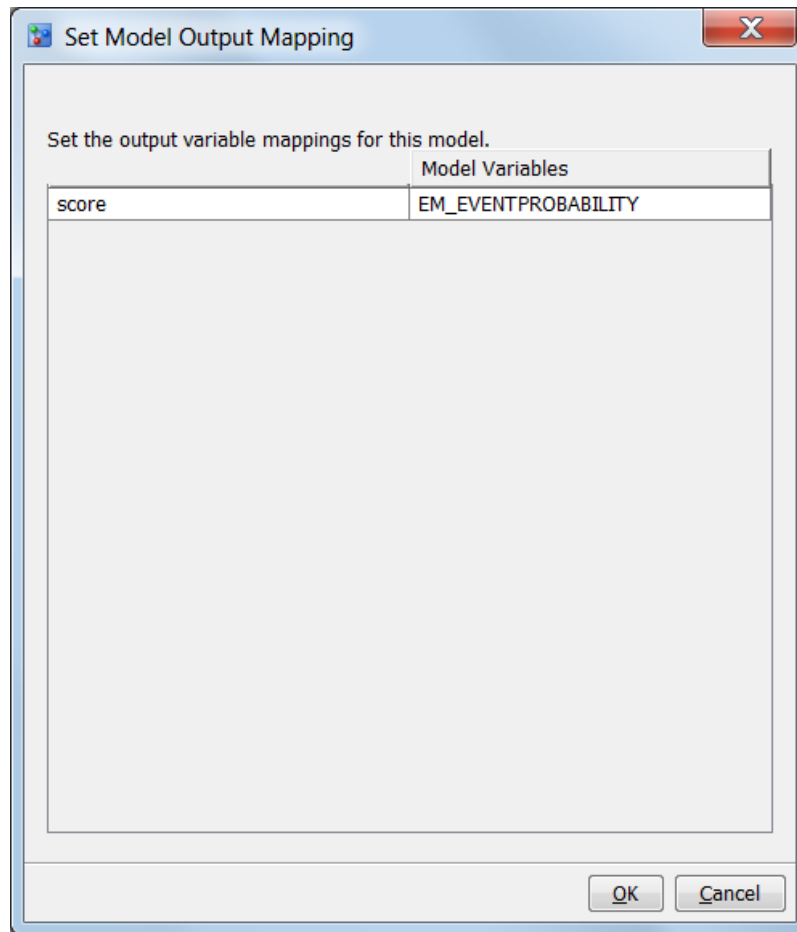 Set Model Output Mapping
X
Set the output variable mappings for this model.
Model Variables
score EM_EVENTPROBABILITY
OK Cancel